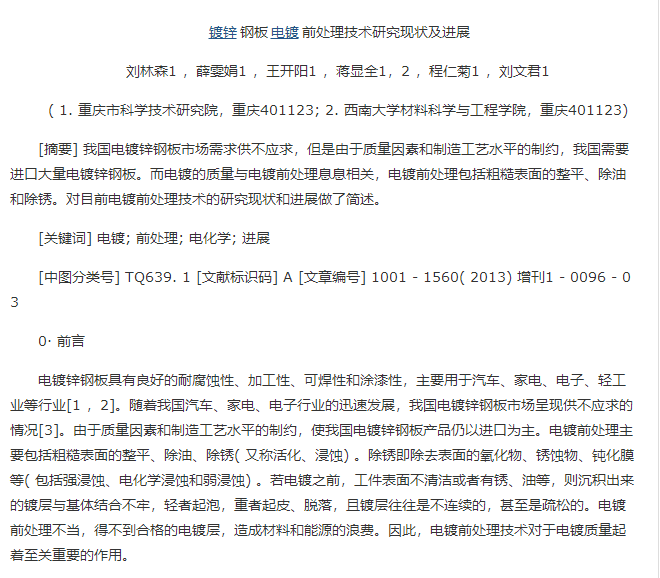 镀锌 钢板 电镀 前处理技术研究现状及进展
刘林森1 ，薛雯娟1 ，王开阳1 ，蒋显全1，2 ，程仁菊1 ，刘文君1
( 1. 重庆市科学技术研究院，重庆401123; 2. 西南大学材料科学与工程学院，重庆401123)
[摘要] 我国电镀锌钢板市场需求供不应求，但是由于质量因素和制造工艺水平的制约，我国需要
进口大量电镀锌钢板。而电镀的质量与电镀前处理息息相关，电镀前处理包括粗糙表面的整平、除油
和除锈。对目前电镀前处理技术的研究现状和进展做了简述。
[关键词] 电镀; 前处理; 电化学; 进展
[中图分类号] TQ639. 1 [文献标识码] A [文章编号] 1001 - 1560( 2013) 增刊1 - 0096 - 0
3
0· 前言
电镀锌钢板具有良好的耐腐蚀性、加工性、可焊性和涂漆性，主要用于汽车、家电、电子、轻工
业等行业[1 ，2]。随着我国汽车、家电、电子行业的迅速发展，我国电镀锌钢板市场呈现供不应求的
情况[3]。由于质量因素和制造工艺水平的制约，使我国电镀锌钢板产品仍以进口为主。电镀前处理主
要包括粗糙表面的整平、除油、除锈( 又称活化、浸蚀) 。除锈即除去表面的氧化物、锈蚀物、钝化膜
等( 包括强浸蚀、电化学浸蚀和弱浸蚀) 。若电镀之前，工件表面不清洁或者有锈、油等，则沉积出来
的镀层与基体结合不牢，轻者起泡，重者起皮、脱落，且镀层往往是不连续的，甚至是疏松的。电镀
前处理不当，得不到合格的电镀层，造成材料和能源的浪费。因此，电镀前处理技术对于电镀质量起
着至关重要的作用。